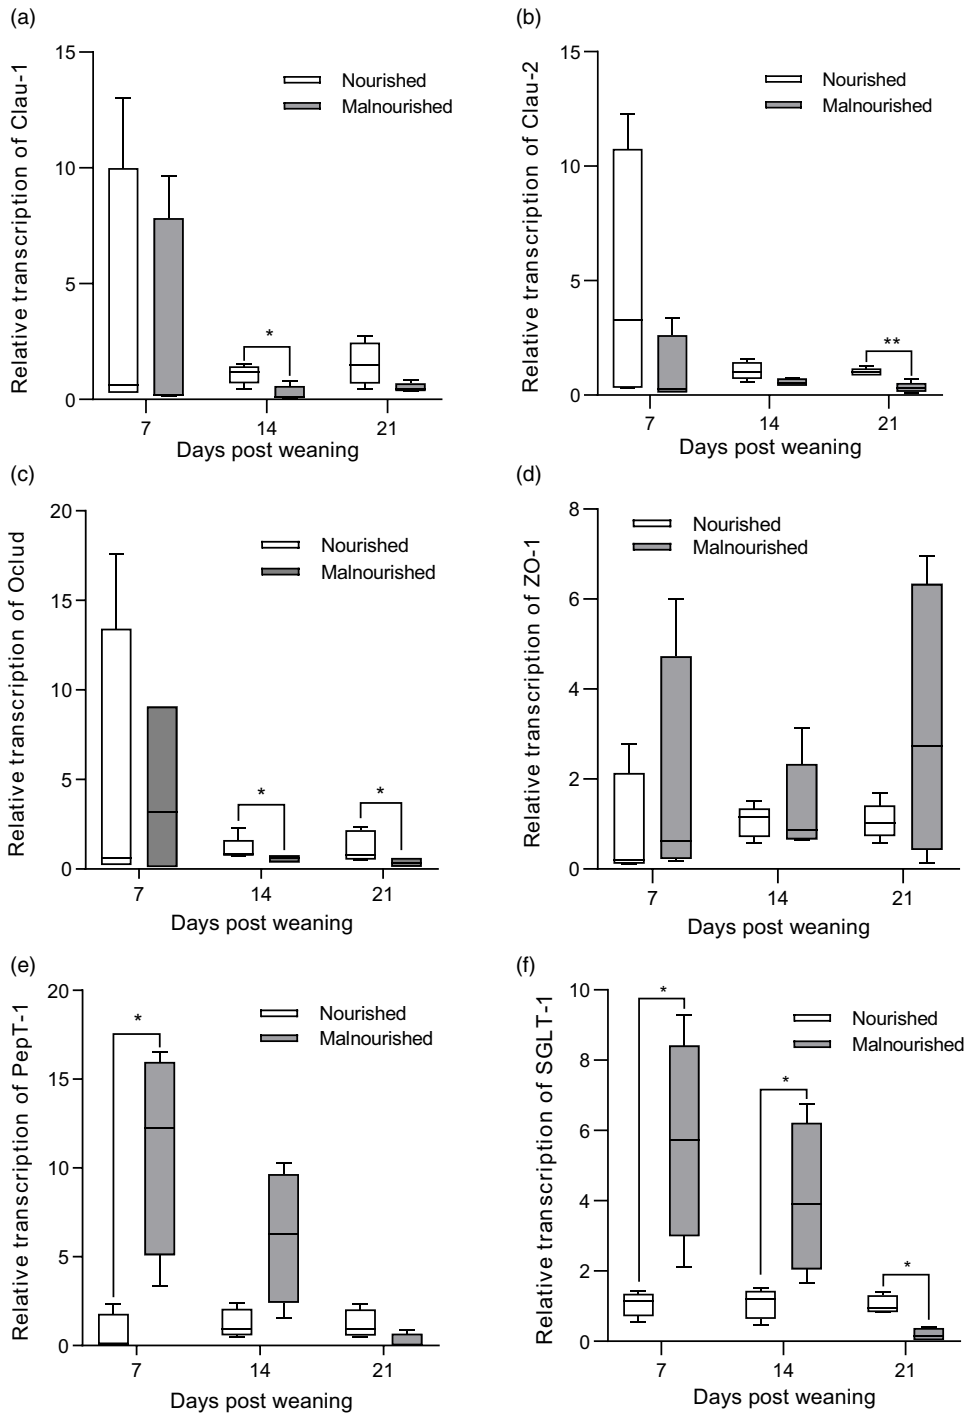 (a)
Relative transcription of Clau-1
15
10
5
0
Nourished
Malnourished
*
7
14
21
Days post weaning
(b)
Relative transcription of Clau-2
15
10
5
0
Nourished
Malnourished
**
7
14
21
Days post weaning
(c)
Relative transcription of Oclud
20
15
10
5
0
Nourished
Malnourished
*
*
7
14
21
Days post weaning
(d)
Relative transcription of ZO-1
8
6
4
2
0
Nourished
Malnourished
7
14
21
Days post weaning
(e)
Relative transcription of PepT-1
20
15
10
5
0
Nourished
Malnourished
*
7
14
21
Days post weaning
(f)
Relative transcription of SGLT-1
10
8
6
4
2
0
Nourished
Malnourished
*
*
*
7
14
21
Days post weaning